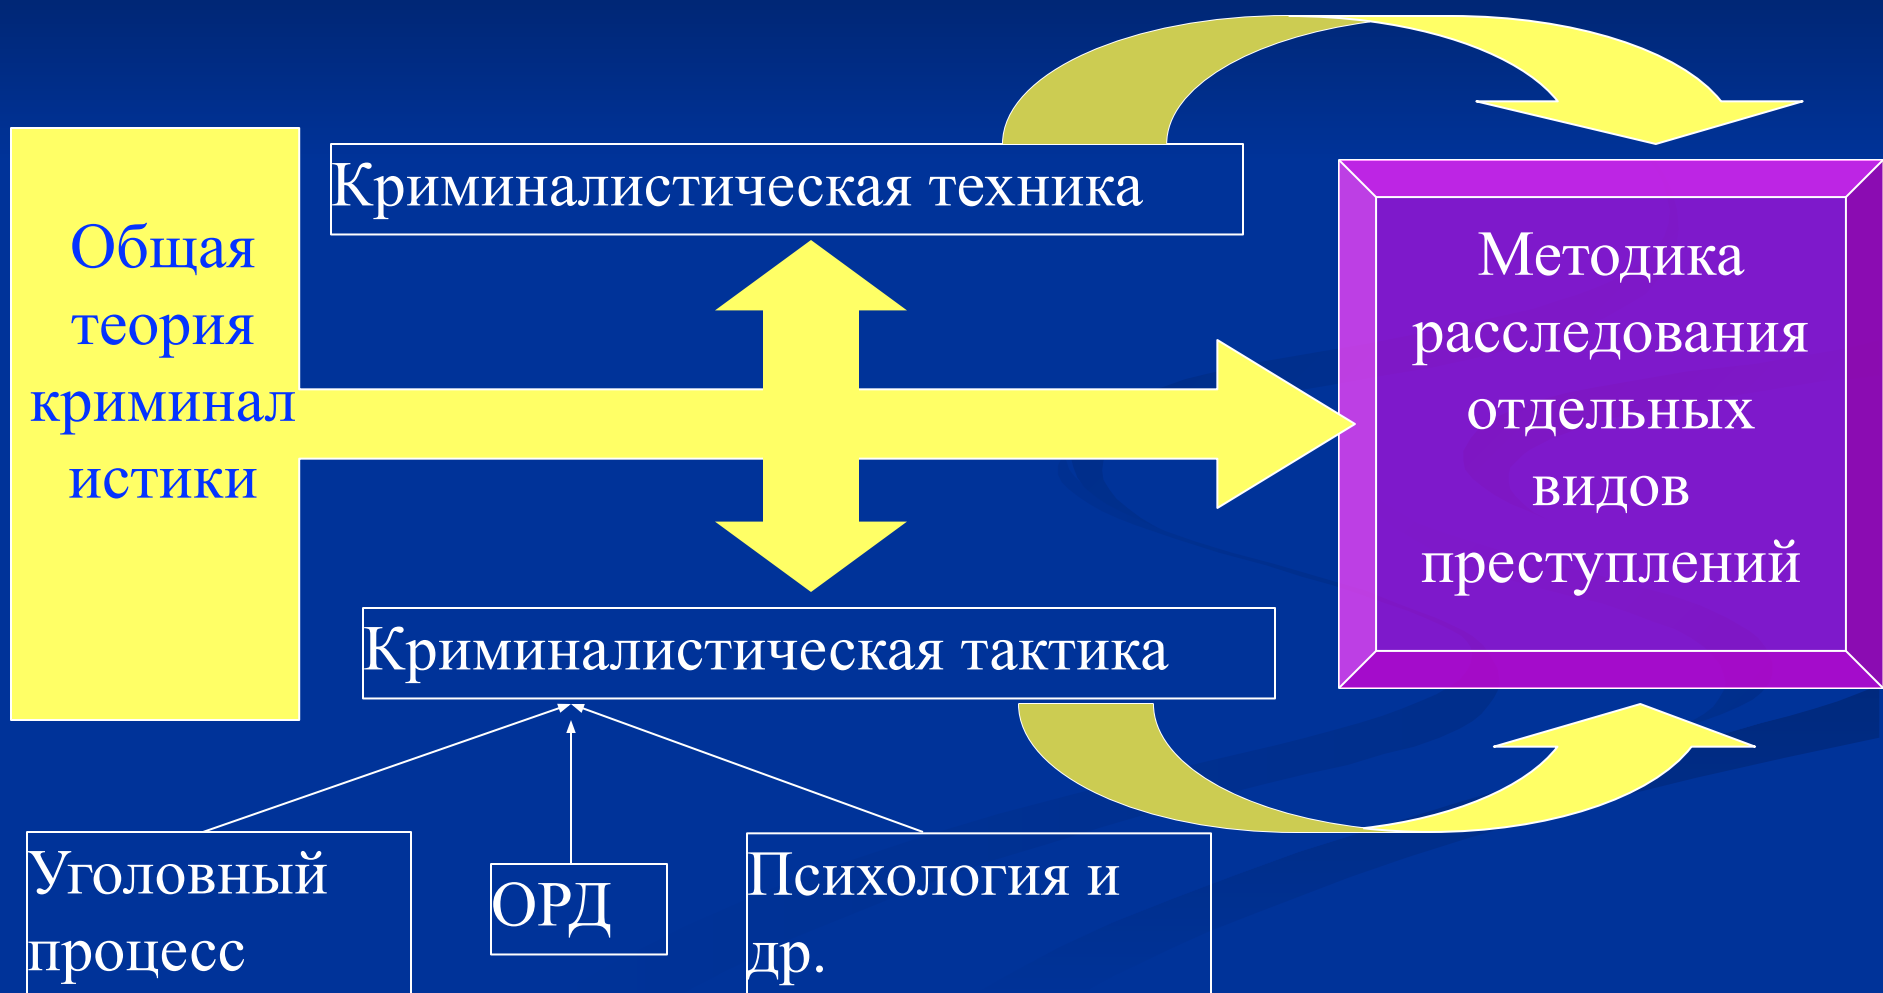 Общая
теория
криминал
истики
Криминалистическая техника
Методика
расследования
отдельных
видов
преступлений
Криминалистическая тактика
Уголовный
процесс
ОРД
Психология и
др.